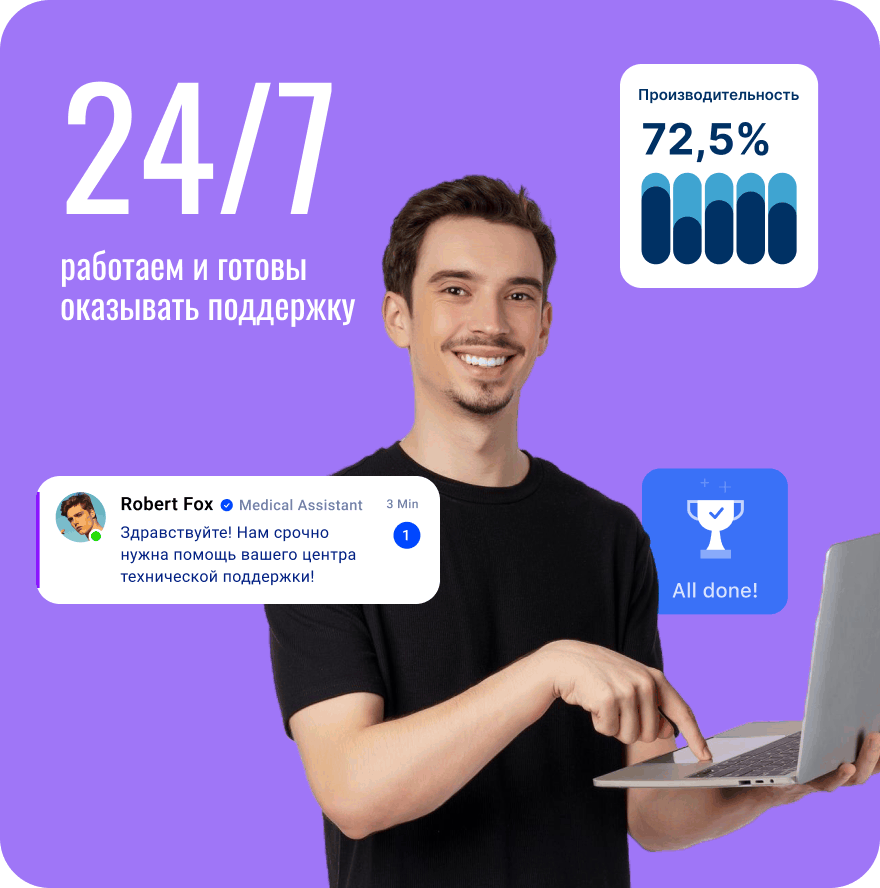 24/7
работаем и готовы
оказывать поддержку
Производительность
72,5%
Robert Fox Medical Assistant 3 Min
Здравствуйте! Нам срочно
нужна помощь вашего центра
технической поддержки!
1
All done!